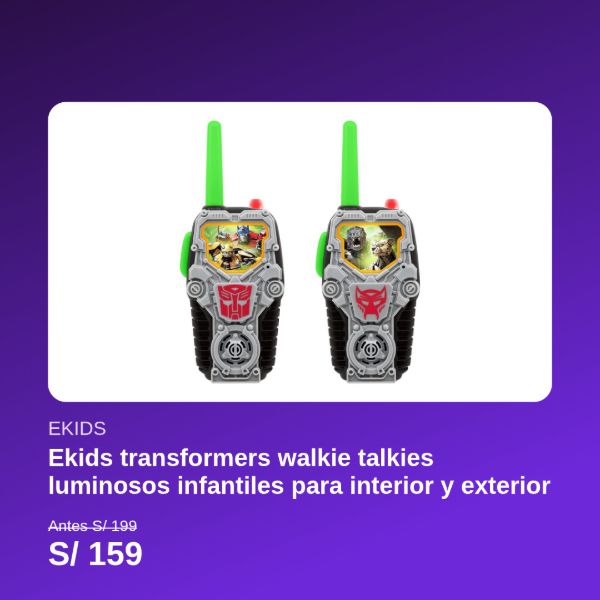 EKIDS
Ekids transformers walkie talkies
luminosos infantiles para interior y exterior
Antes S/ 199
S/ 159